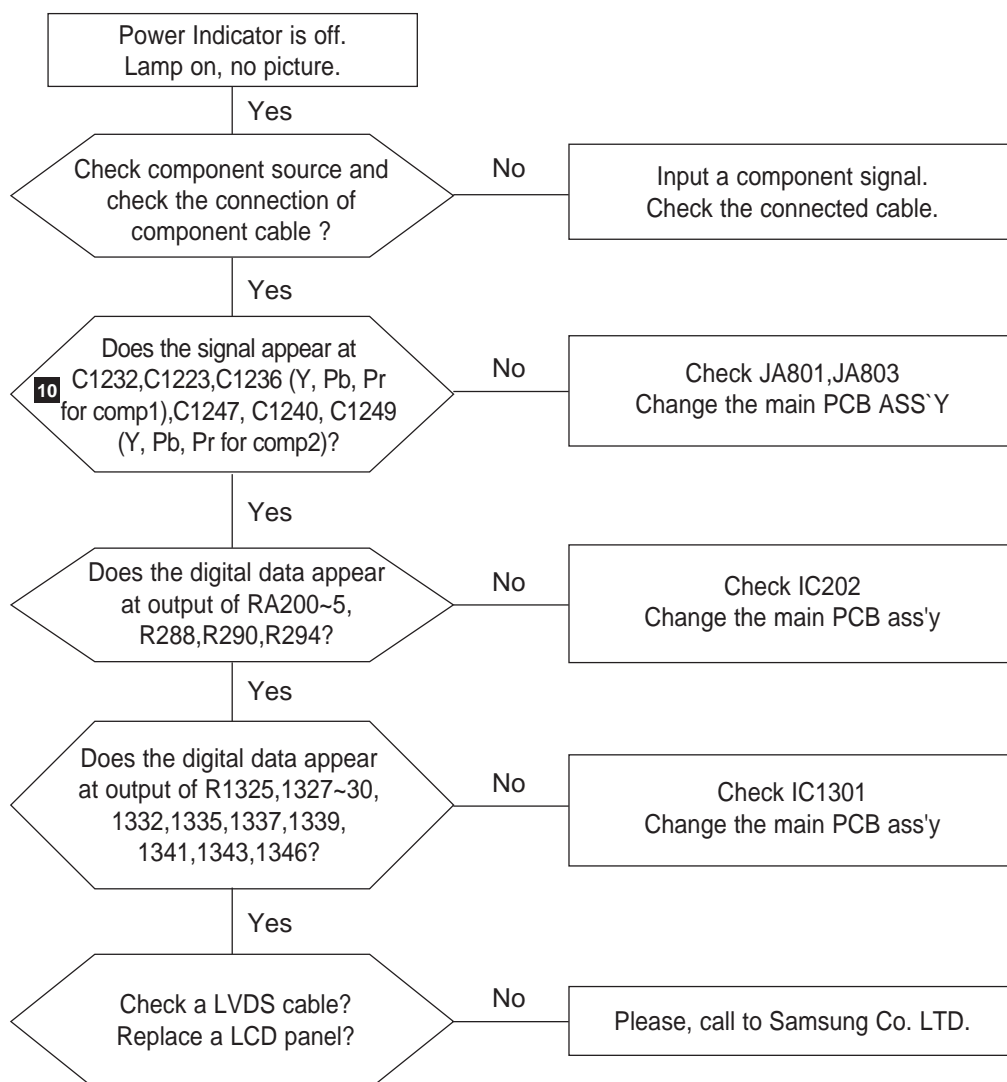 Power Indicator is off.
Lamp on, no picture.
Yes
Check component source and
check the connection of
component cable ?
No
Input a component signal.
Check the connected cable.
Yes
10
Does the signal appear at
C1232,C1223,C1236 (Y, Pb, Pr
for comp1),C1247, C1240, C1249
(Y, Pb, Pr for comp2)?
No
Check JA801,JA803
Change the main PCB ASS`Y
Yes
Does the digital data appear
at output of RA200~5,
R288,R290,R294?
No
Check IC202
Change the main PCB ass'y
Yes
Does the digital data appear
at output of R1325,1327~30,
1332,1335,1337,1339,
1341,1343,1346?
No
Check IC1301
Change the main PCB ass'y
Yes
Check a LVDS cable?
Replace a LCD panel?
No
Please, call to Samsung Co. LTD.